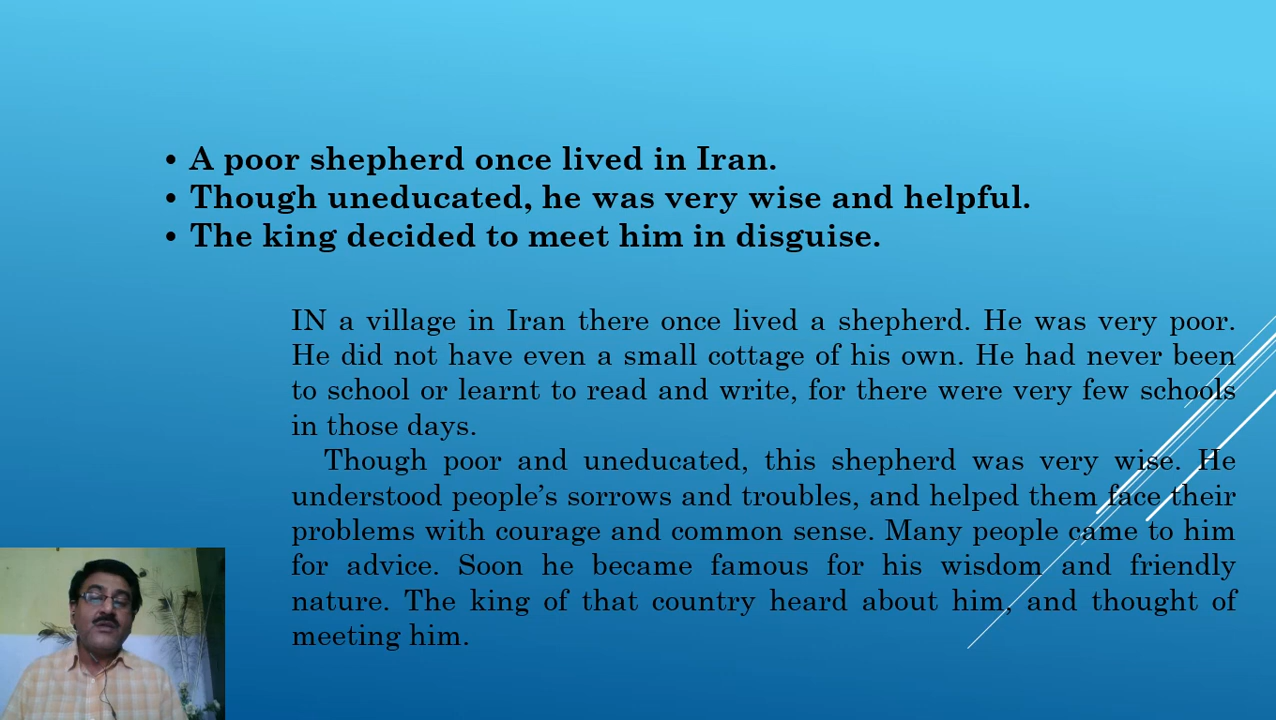 • A poor shepherd once lived in Iran.
• Though uneducated, he was very wise and helpful.
• The king decided to meet him in disguise.
IN a village in Iran there once lived a shepherd. He was very poor.
He did not have even a small cottage of his own. He had never been
to school or learnt to read and write, for there were very few schools
in those days.
Though poor and uneducated, this shepherd was very wise. He
understood people’s sorrows and troubles, and helped them face their
problems with courage and common sense. Many people came to him
for advice. Soon he became famous for his wisdom and friendly
nature. The king of that country heard about him, and thought of
meeting him.